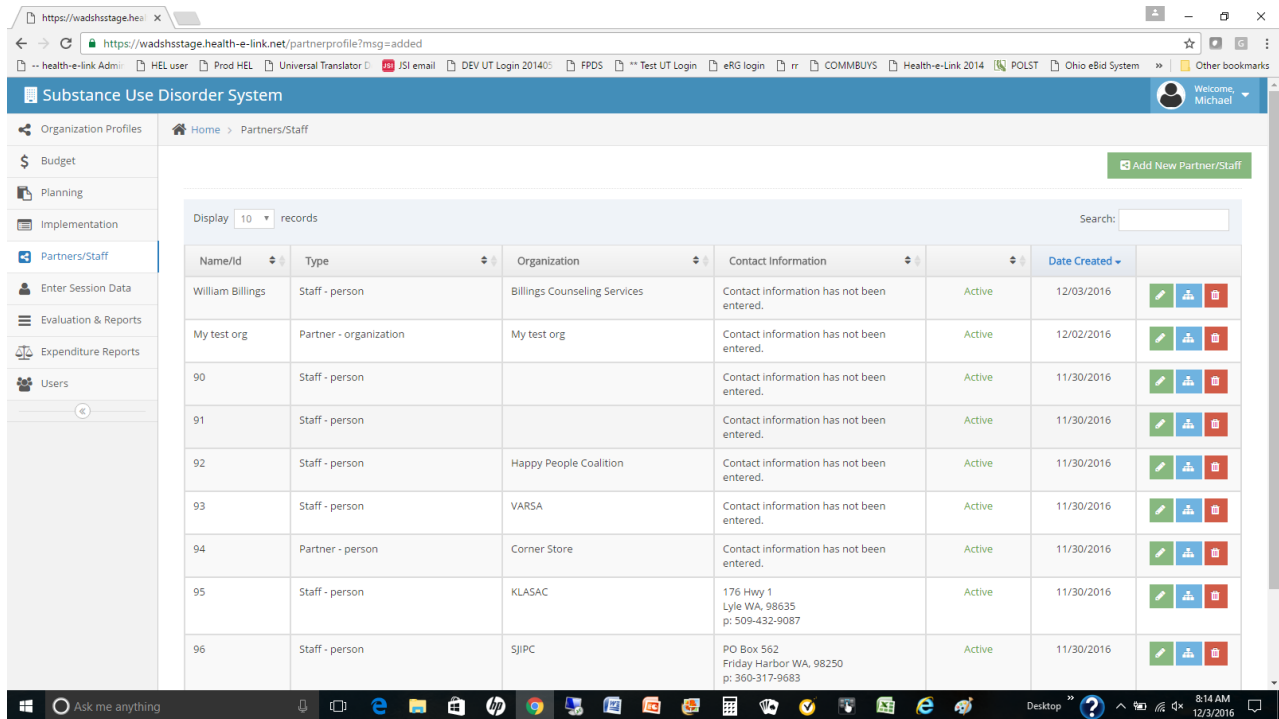 https://wadshsstage.heal
https://wadshsstage.health-e-link.net/partnerprofile?msg=added
-- health-e-link Admin HEL user Prod HEL Universal Translator D JSI JSI email DEV UT Login 201405 FPDS ** Test UT Login eRG login rr COMMBUYS Health-e-Link 2014 POLST Ohio eBid System » Other bookmarks
Substance Use Disorder System
Welcome,
Michael
Organization Profiles
Budget
Planning
Implementation
Partners/Staff
Enter Session Data
Evaluation & Reports
Expenditure Reports
Users
Home > Partners/Staff
Add New Partner/Staff
Display 10 records
Search:
Name/Id Type Organization Contact Information Date Created
William Billings Staff - person Billings Counseling Services Contact information has not been Active 12/03/2016
entered.
My test org Partner - organization My test org Contact information has not been Active 12/02/2016
entered.
90 Staff - person Contact information has not been Active 11/30/2016
entered.
91 Staff - person Contact information has not been Active 11/30/2016
entered.
92 Staff - person Happy People Coalition Contact information has not been Active 11/30/2016
entered.
93 Staff - person VARSA Contact information has not been Active 11/30/2016
entered.
94 Partner - person Corner Store Contact information has not been Active 11/30/2016
entered.
95 Staff - person KLASAC 176 Hwy 1 Active 11/30/2016
Lyle WA, 98635
p: 509-432-9087
96 Staff - person SJIPC PO Box 562 Active 11/30/2016
Friday Harbor WA, 98250
p: 360-317-9683
Ask me anything
Desktop
8:14 AM
12/3/2016